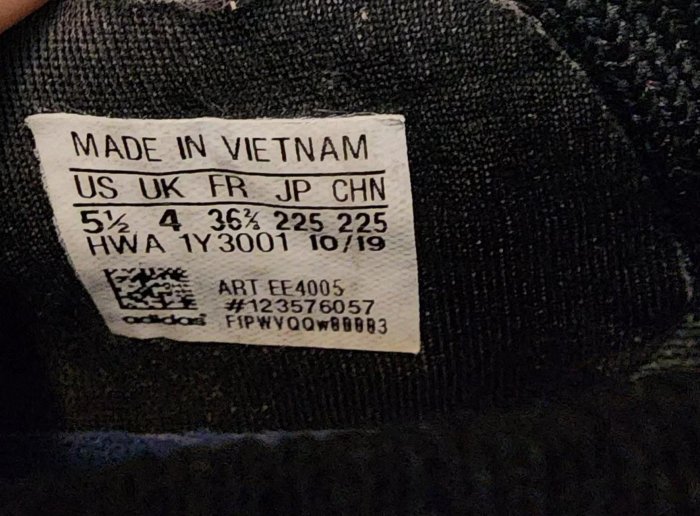 MADE IN VIETNAM
US UK FR JP CHN
5½ 4 36⅔ 225 225
HWA 1Y3001 10/19
ART EE4005
#123576057
adidas